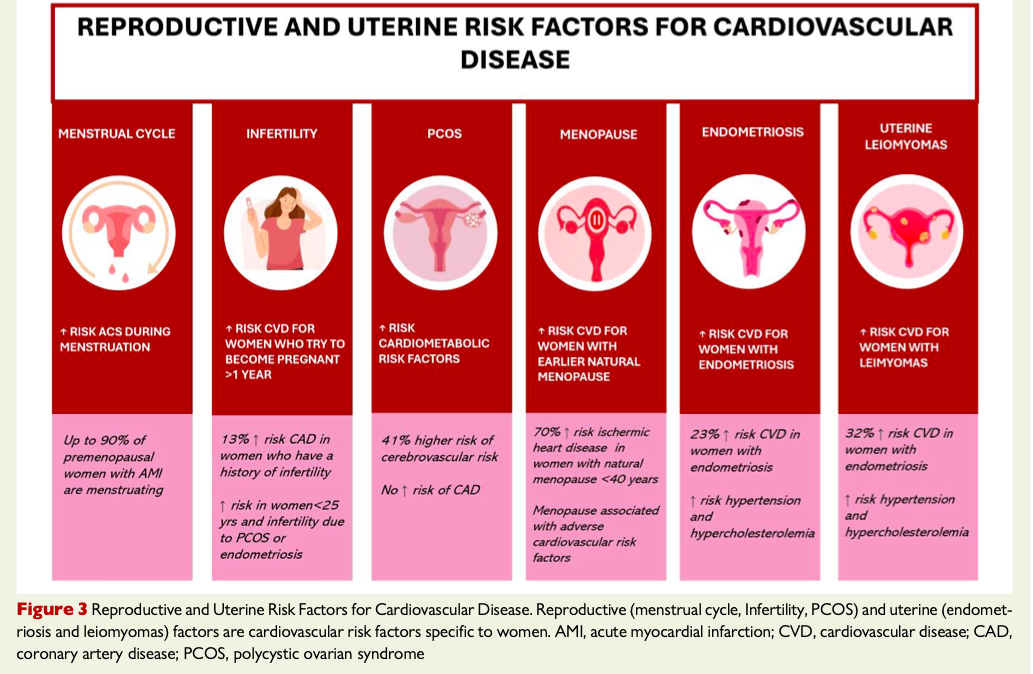 REPRODUCTIVE AND UTERINE RISK FACTORS FOR CARDIOVASCULAR
DISEASE
MENSTRUAL CYCLE
↑ RISK ACS DURING
MENSTRUATION
Up to 90% of
premenopausal
women with AMI
are menstruating
INFERTILITY
↑ RISK CVD FOR
WOMEN WHO TRY TO
BECOME PREGNANT
>1 YEAR
13% ↑ risk CAD in
women who have a
history of infertility
↑ risk in women<25
yrs and infertility due
to PCOS or
endometriosis
PCOS
↑ RISK
CARDIOMETABOLIC
RISK FACTORS
41% higher risk of
cerebrovascular risk
No ↑ risk of CAD
MENOPAUSE
↑ RISK CVD FOR
WOMEN WITH
EARLIER NATURAL
MENOPAUSE
70% ↑ risk ischermic
heart disease in
women with natural
menopause <40 years
Menopause associated
with adverse
cardiovascular risk
factors
ENDOMETRIOSIS
↑ RISK CVD FOR
WOMEN WITH
ENDOMETRIOSIS
23% ↑ risk CVD in
women with
endometriosis
↑ risk hypertension
and
hypercholesterolemia
UTERINE
LEIOMYOMAS
↑ RISK CVD FOR
WOMEN WITH
LEIMYOMAS
32% ↑ risk CVD in
women with
endometriosis
↑ risk hypertension
and
hypercholesterolemia
Figure 3 Reproductive and Uterine Risk Factors for Cardiovascular Disease. Reproductive (menstrual cycle, Infertility, PCOS) and uterine (endomet-
riosis and leiomyomas) factors are cardiovascular risk factors specific to women. AMI, acute myocardial infarction; CVD, cardiovascular disease; CAD,
coronary artery disease; PCOS, polycystic ovarian syndrome